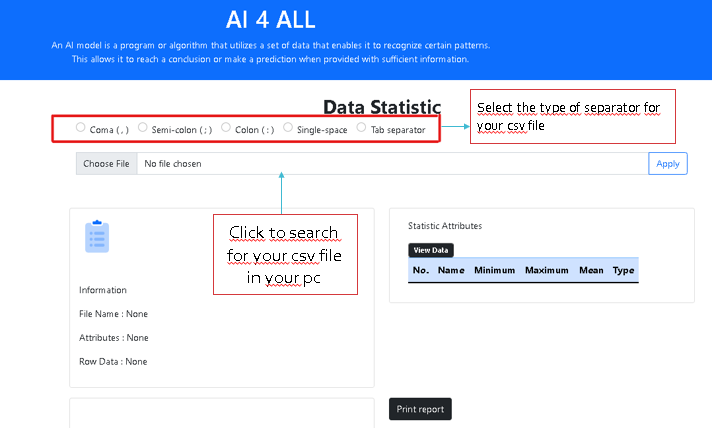 AI 4 ALL
An AI model is a program or algorithm that utilizes a set of data that enables it to recognize certain patterns.
This allows it to reach a conclusion or make a prediction when provided with sufficient information.
Data Statistic
Coma ( , ) Semi-colon ( ; ) Colon ( : ) Single-space Tab separator
Select the type of separator for
your csv file
Choose File No file chosen Apply
Click to search
for your csv file
in your pc
Information
File Name : None
Attributes : None
Row Data : None
Statistic Attributes
View Data
No. Name Minimum Maximum Mean Type
Print report